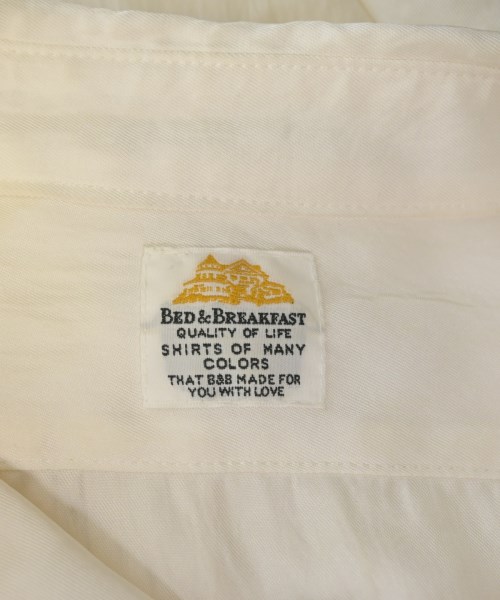 BED & BREAKFAST
QUALITY OF LIFE
SHIRTS OF MANY
COLORS
THAT B&B MADE FOR
YOU WITH LOVE